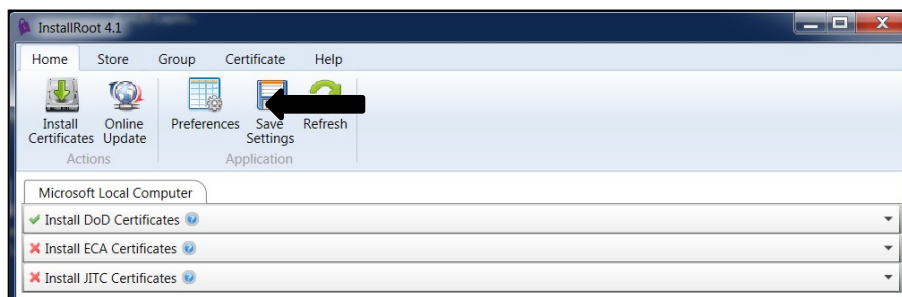 InstallRoot 4.1
Home Store Group Certificate Help
Install Certificates Online Update Preferences Save Settings Refresh
Actions Application
Microsoft Local Computer
Install DoD Certificates
Install ECA Certificates
Install JITC Certificates